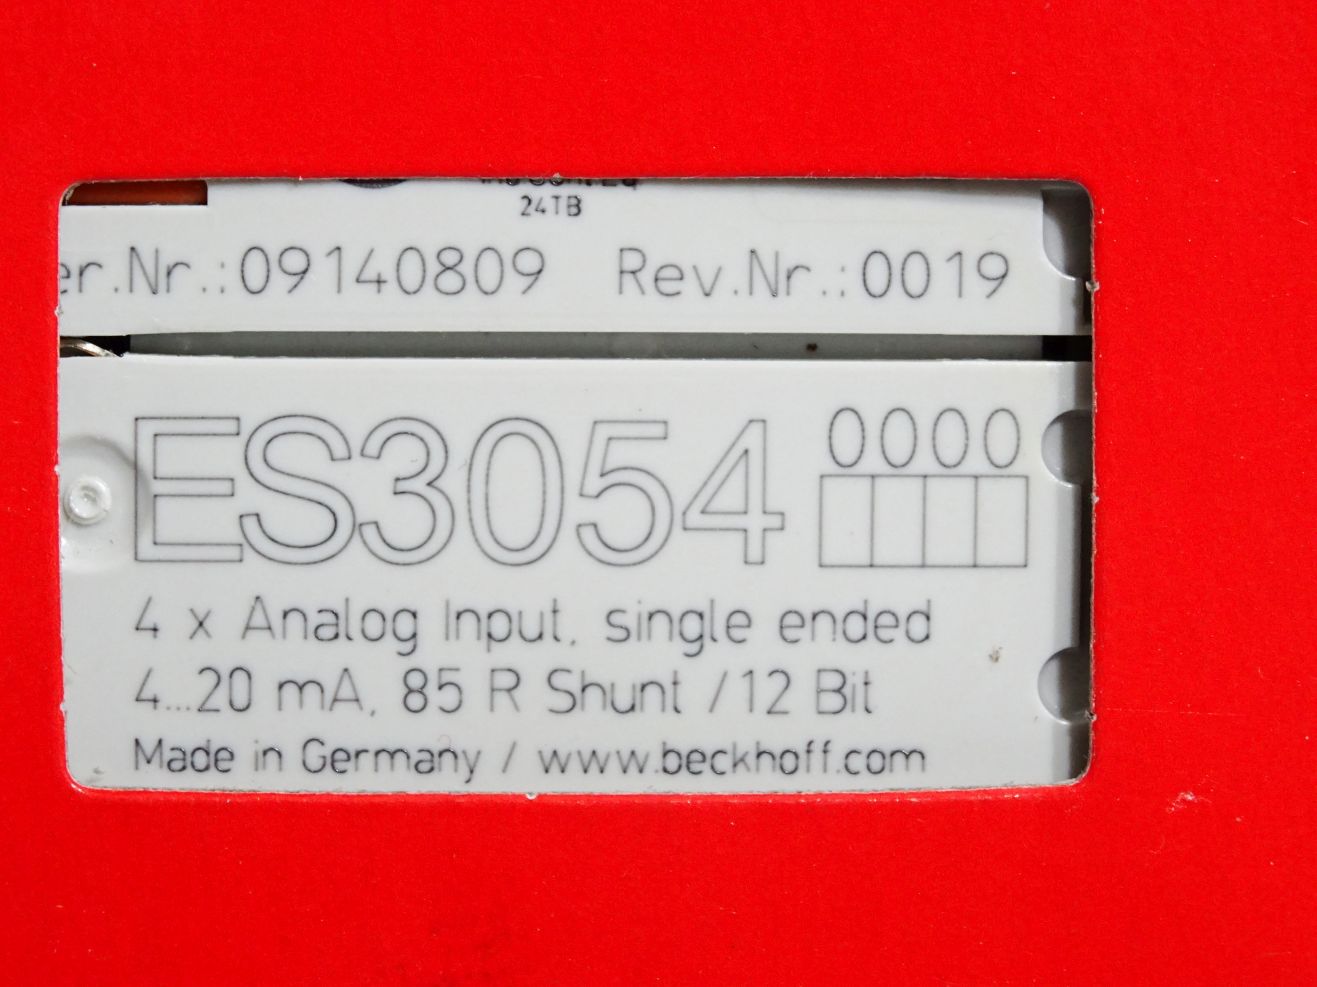 24TB
er.Nr.:09140809 Rev.Nr.:0019
ES3054 0000
4 x Analog Input, single ended
4...20 mA, 85 R Shunt /12 Bit
Made in Germany / www.beckhoff.com